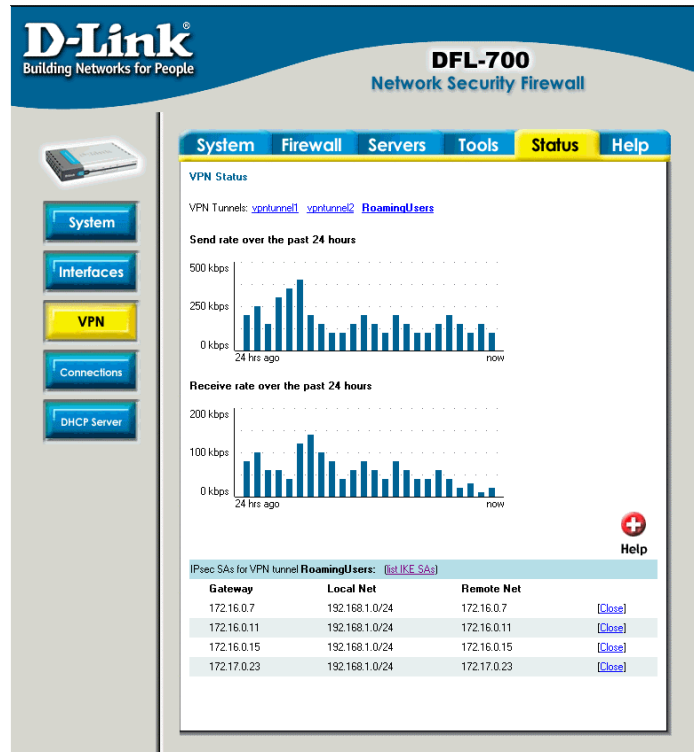 D-Link®
Building Networks for People
DFL-700
Network Security Firewall
System Firewall Servers Tools Status Help
System
Interfaces
VPN
Connections
DHCP Server
VPN Status
VPN Tunnels: vpntunnel1 vpntunnel2 RoamingUsers
Send rate over the past 24 hours
500 kbps
250 kbps
0 kbps
24 hrs ago now
Receive rate over the past 24 hours
200 kbps
100 kbps
0 kbps
24 hrs ago now
Help
IPsec SAs for VPN tunnel RoamingUsers: (list IKE SAs)
Gateway Local Net Remote Net
172.16.0.7 192.168.1.0/24 172.16.0.7 [Close]
172.16.0.11 192.168.1.0/24 172.16.0.11 [Close]
172.16.0.15 192.168.1.0/24 172.16.0.15 [Close]
172.17.0.23 192.168.1.0/24 172.17.0.23 [Close]